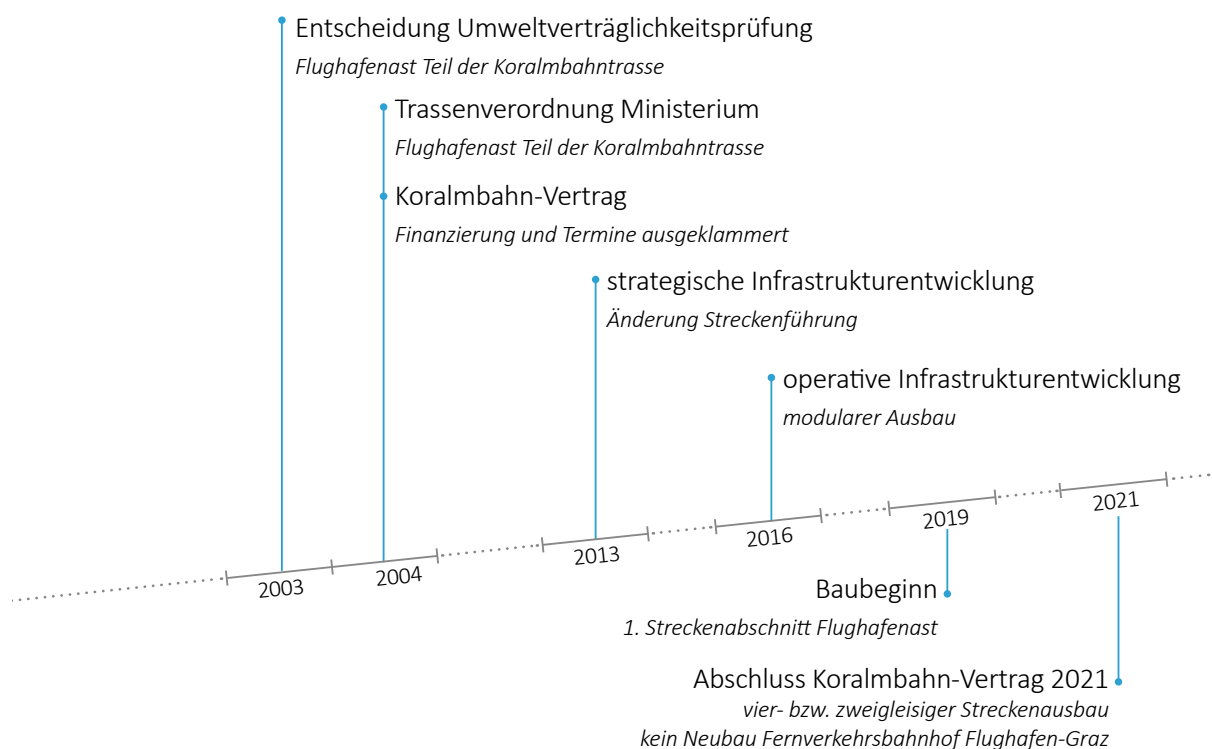 Entscheidung Umweltverträglichkeitsprüfung
Flughafenast Teil der Koralmbahntrasse
Trassenverordnung Ministerium
Flughafenast Teil der Koralmbahntrasse
Koralmbahn-Vertrag
Finanzierung und Termine ausgeklammert
strategische Infrastrukturentwicklung
Änderung Streckenführung
operative Infrastrukturentwicklung
modularer Ausbau
2003
2004
2013
2016
2019
2021
Baubeginn
1. Streckenabschnitt Flughafenast
Abschluss Koralmbahn-Vertrag 2021
vier- bzw. zweigleisiger Streckenausbau
kein Neubau Fernverkehrsbahnhof Flughafen-Graz